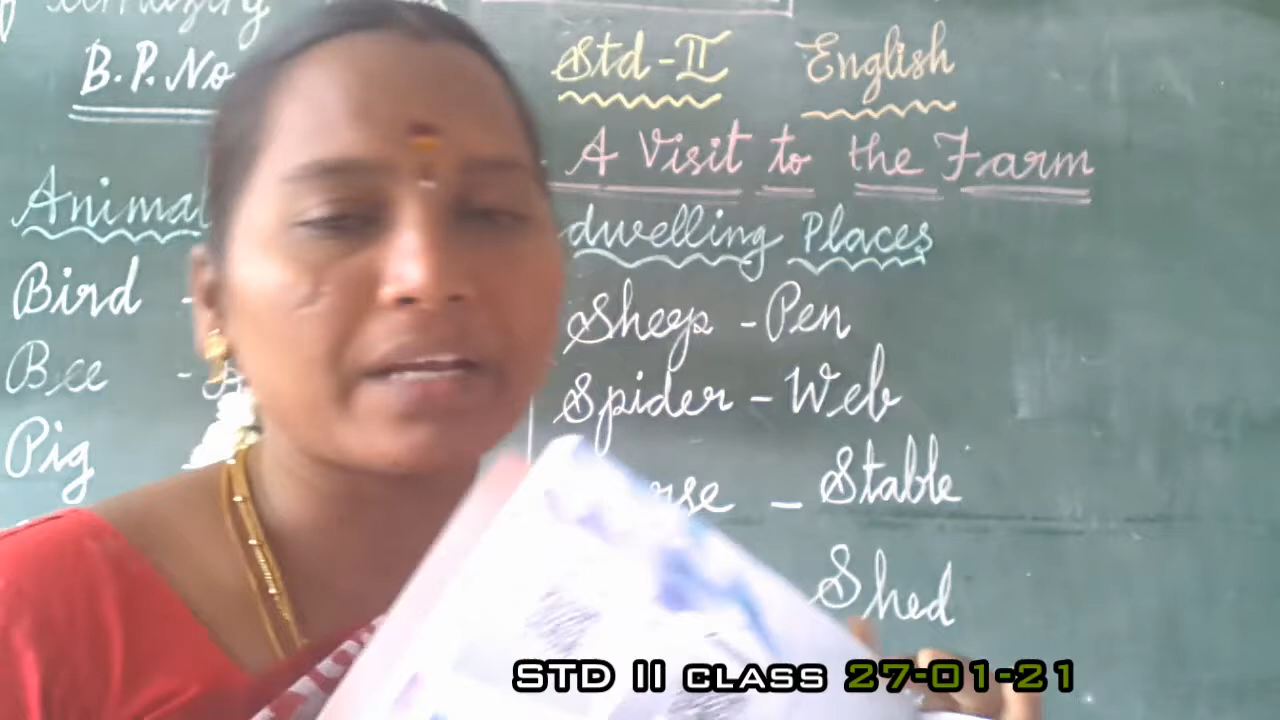 B.P.No
Std-II English
A Visit to the Farm
dwelling Places
Bird -
Sheep - Pen
Bee -
Spider - Web
Pig
- Stable
Shed
STD II CLASS 27-01-21